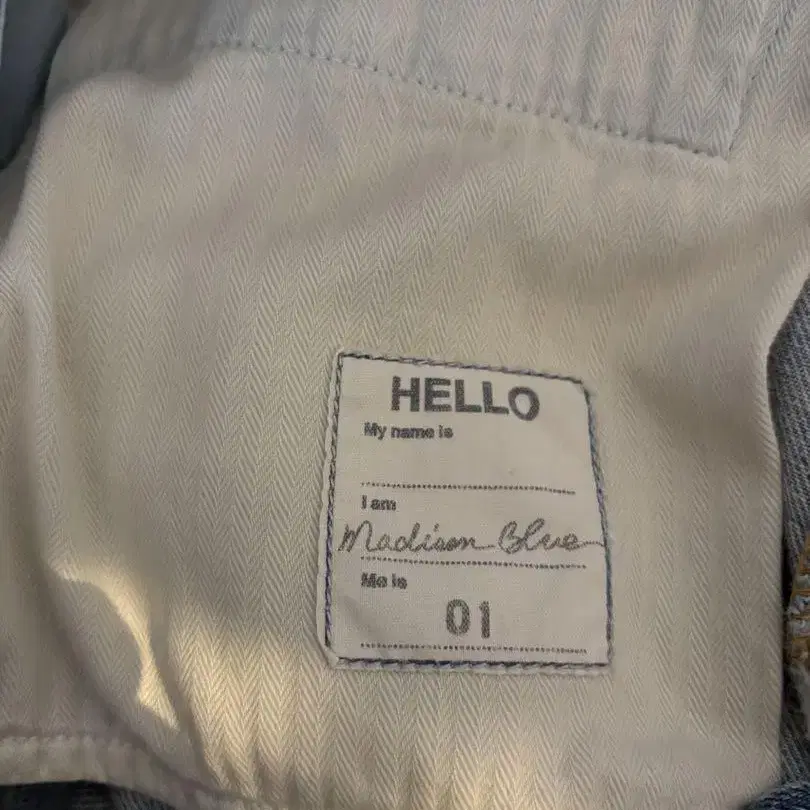 HELLO
My name is
I am
Madison Blue
Me is
01